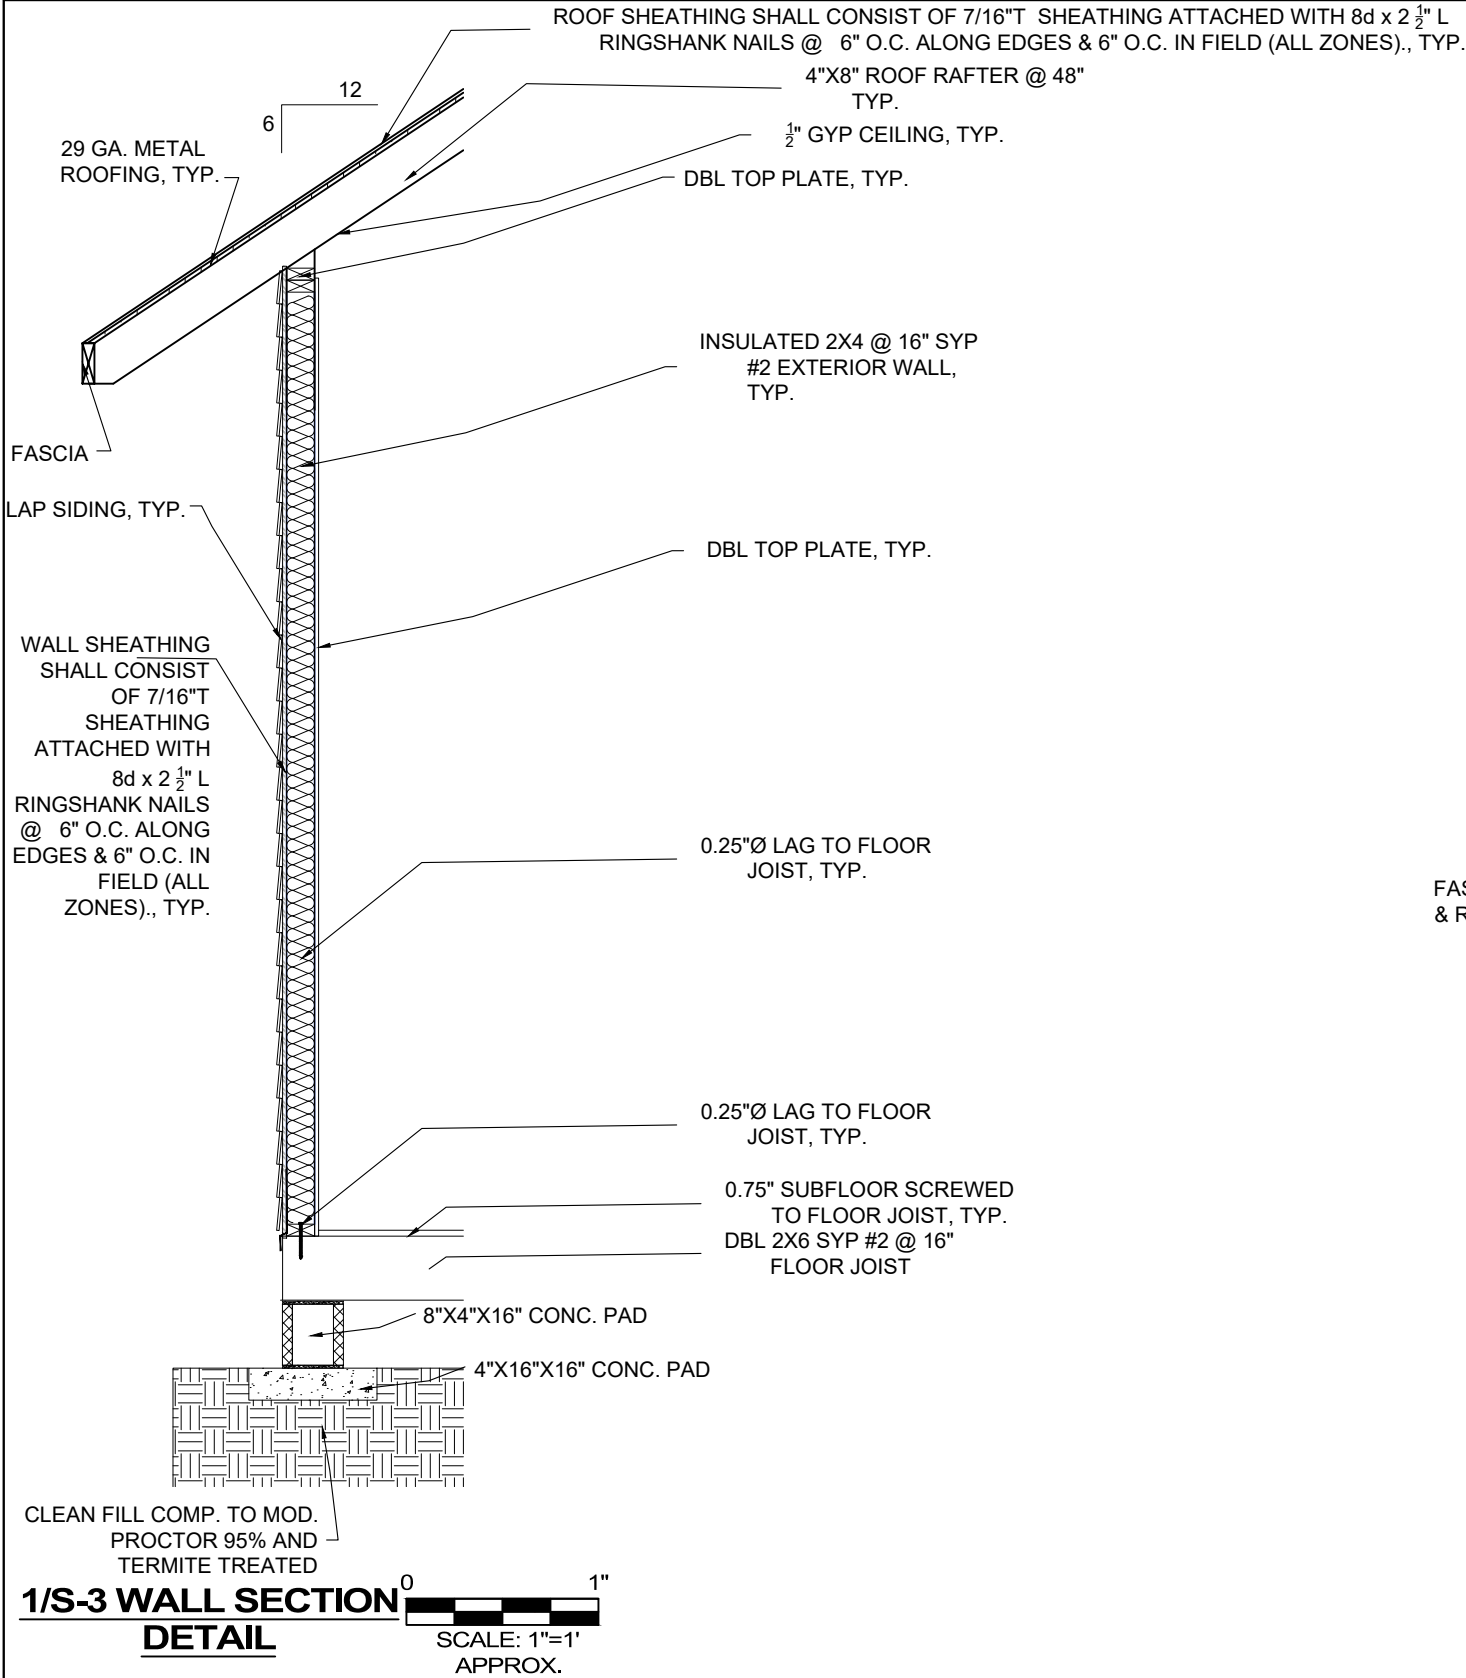 ROOF SHEATHING SHALL CONSIST OF 7/16"T SHEATHING ATTACHED WITH 8d x 2 ½" L
RINGSHANK NAILS @ 6" O.C. ALONG EDGES & 6" O.C. IN FIELD (ALL ZONES)., TYP.
4"X8" ROOF RAFTER @ 48"
TYP.
12
6
½" GYP CEILING, TYP.
29 GA. METAL
ROOFING, TYP.
DBL TOP PLATE, TYP.
INSULATED 2X4 @ 16" SYP
#2 EXTERIOR WALL,
TYP.
FASCIA
LAP SIDING, TYP.
DBL TOP PLATE, TYP.
WALL SHEATHING
SHALL CONSIST
OF 7/16"T
SHEATHING
ATTACHED WITH
8d x 2 ½" L
RINGSHANK NAILS
@ 6" O.C. ALONG
EDGES & 6" O.C. IN
FIELD (ALL
ZONES)., TYP.
0.25"Ø LAG TO FLOOR
JOIST, TYP.
FAS
& R
0.25"Ø LAG TO FLOOR
JOIST, TYP.
0.75" SUBFLOOR SCREWED
TO FLOOR JOIST, TYP.
DBL 2X6 SYP #2 @ 16"
FLOOR JOIST
8"X4"X16" CONC. PAD
4"X16"X16" CONC. PAD
CLEAN FILL COMP. TO MOD.
PROCTOR 95% AND
TERMITE TREATED
1/S-3 WALL SECTION
DETAIL
0 1"
SCALE: 1"=1'
APPROX.